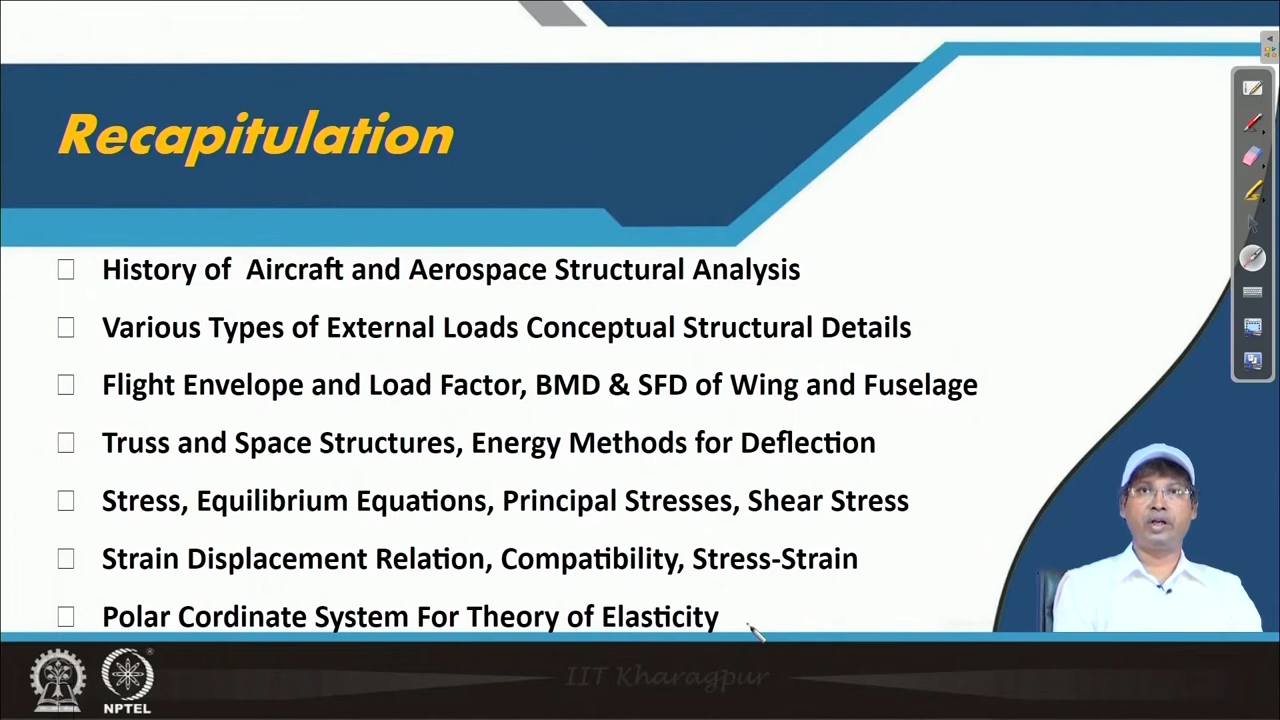 Recapitulation
History of Aircraft and Aerospace Structural Analysis
Various Types of External Loads Conceptual Structural Details
Flight Envelope and Load Factor, BMD & SFD of Wing and Fuselage
Truss and Space Structures, Energy Methods for Deflection
Stress, Equilibrium Equations, Principal Stresses, Shear Stress
Strain Displacement Relation, Compatibility, Stress-Strain
Polar Cordinate System For Theory of Elasticity
IIT Kharagpur
NPTEL